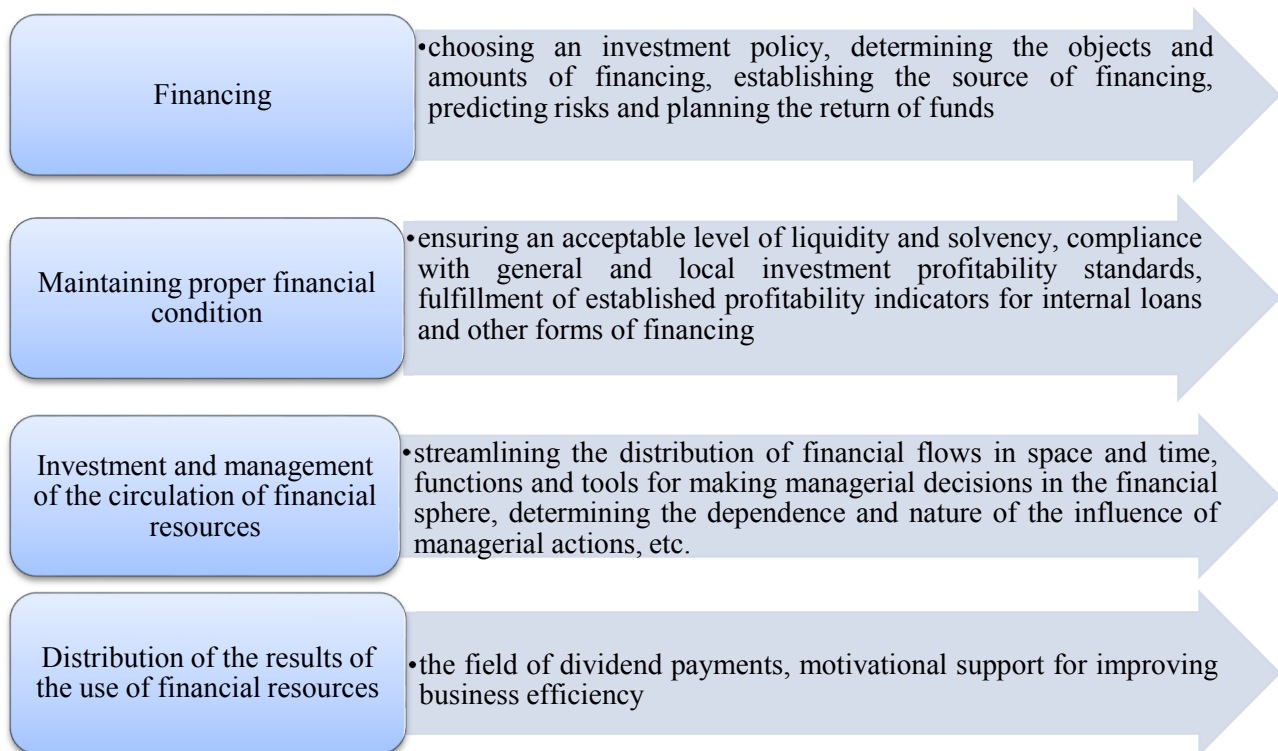 Financing
•choosing an investment policy, determining the objects and
amounts of financing, establishing the source of financing,
predicting risks and planning the return of funds
Maintaining proper financial
condition
•ensuring an acceptable level of liquidity and solvency, compliance
with general and local investment profitability standards,
fulfillment of established profitability indicators for internal loans
and other forms of financing
Investment and management
of the circulation of financial
resources
•streamlining the distribution of financial flows in space and time,
functions and tools for making managerial decisions in the financial
sphere, determining the dependence and nature of the influence of
managerial actions, etc.
Distribution of the results of
the use of financial resources
•the field of dividend payments, motivational support for improving
business efficiency